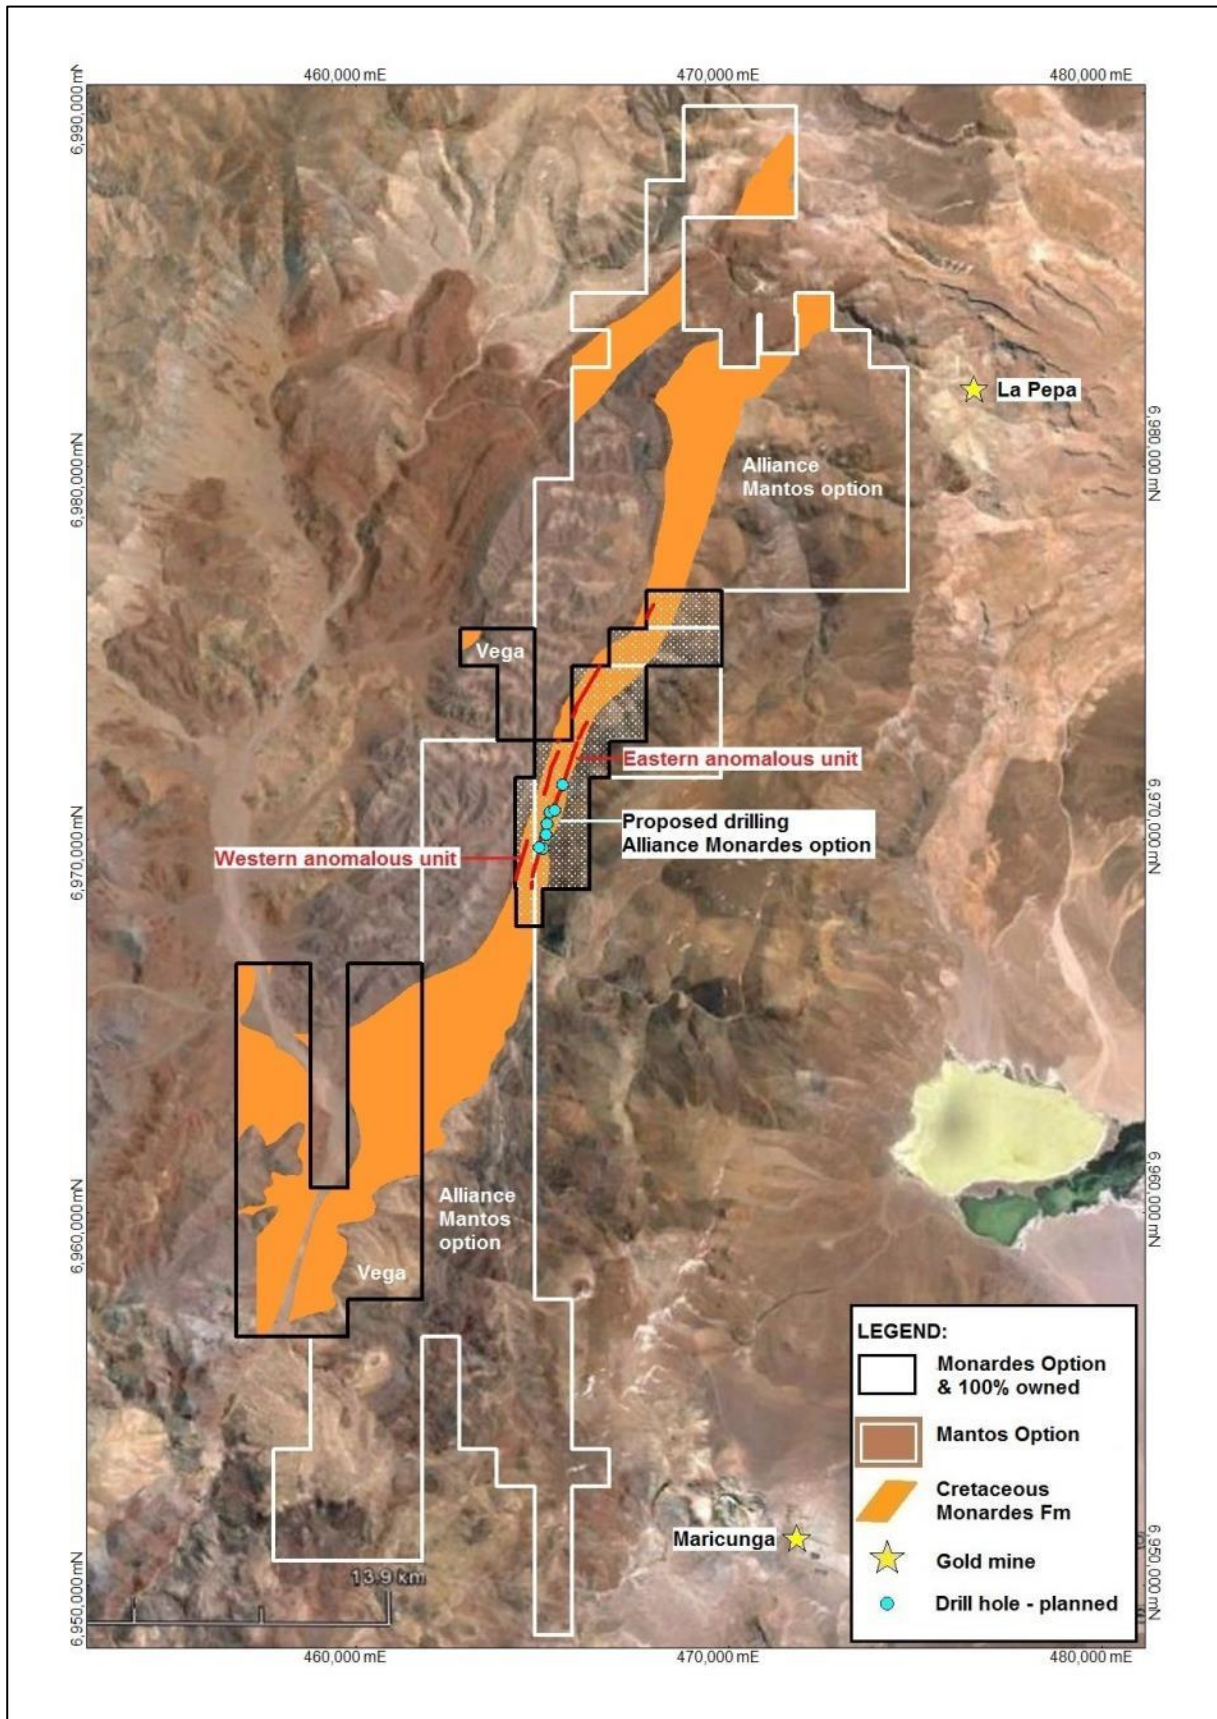 460,000 mE
470,000 mE
480,000 mE
6,990,000 mN
La Pepa
6,980,000 mN
6,980,000 mN
Alliance
Mantos option
Vega
Eastern anomalous unit
6,970,000 mN
6,970,000 mN
Proposed drilling
Alliance Monardes option
Western anomalous unit
6,960,000 mN
6,960,000 mN
Alliance
Mantos
option
Vega
LEGEND:
Monardes Option
& 100% owned
Mantos Option
Cretaceous
Monardes Fm
Gold mine
Drill hole - planned
Maricunga
6,950,000 mN
6,950,000 mN
13.9 km
460,000 mE
470,000 mE
480,000 mE